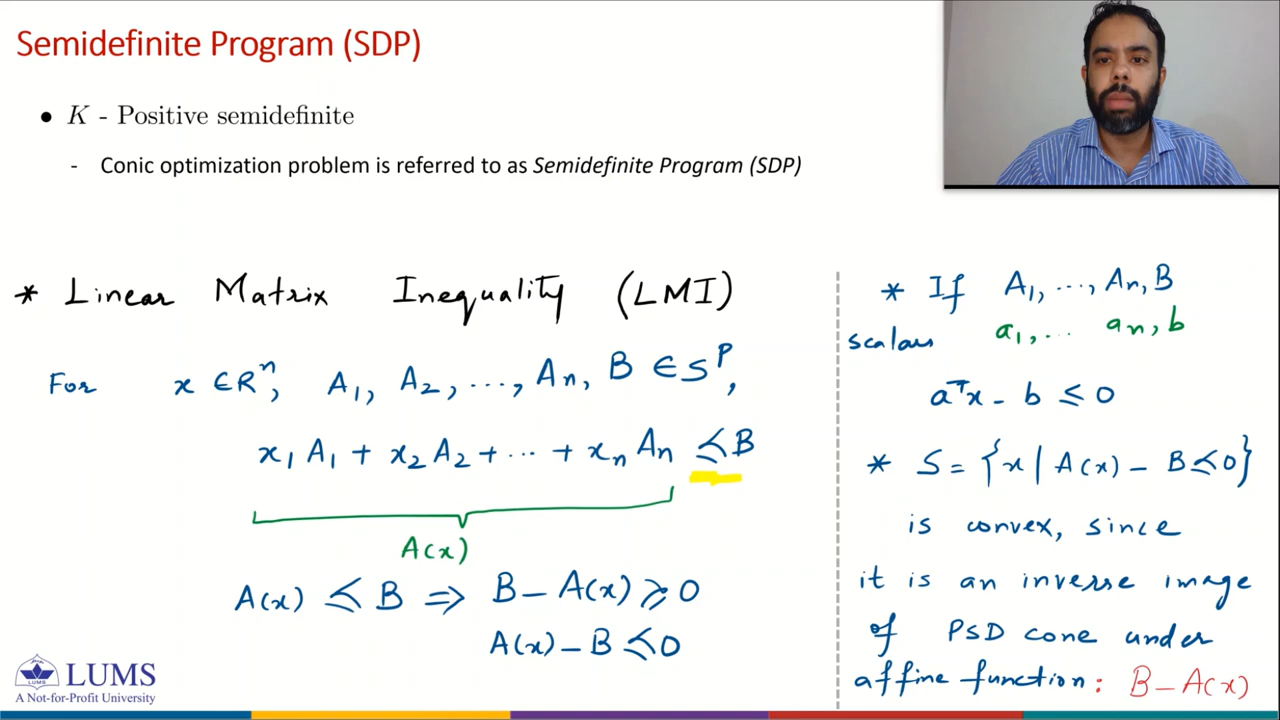 Semidefinite Program (SDP)
• K - Positive semidefinite
- Conic optimization problem is referred to as Semidefinite Program (SDP)
* Linear Matrix Inequality (LMI)
For x ∈ Rⁿ, A₁, A₂, ..., Aₙ, B ∈ Sᵖ,
x₁A₁ + x₂A₂ + ... + xₙAₙ ≼ B
A(x)
A(x) ≼ B ⇒ B - A(x) ≽ 0
A(x) - B ≼ 0
* If A₁, ..., Aₙ, B
scalars a₁, ... aₙ, b
aᵀx - b ≤ 0
* S = {x | A(x) - B ≼ 0}
is convex, since
it is an inverse image
of PSD cone under
affine function: B - A(x)
LUMS
LUMS
A Not-for-Profit University